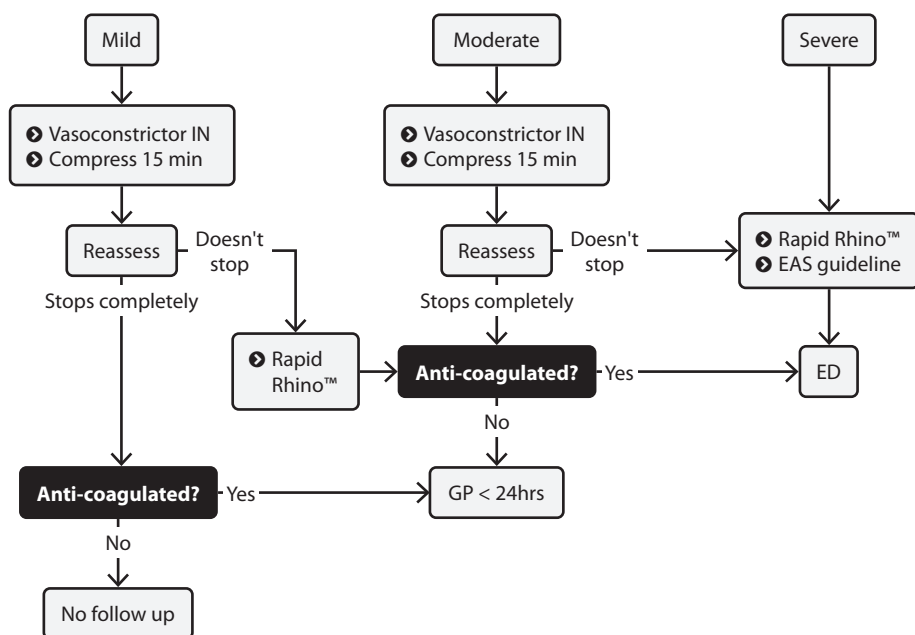 Mild
Moderate
Severe
Vasoconstrictor IN
Compress 15 min
Vasoconstrictor IN
Compress 15 min
Reassess
Doesn't
stop
Reassess
Doesn't
stop
Rapid Rhino™
EAS guideline
Stops completely
Stops completely
Rapid
Rhino™
Anti-coagulated?
Yes
ED
No
Anti-coagulated?
Yes
GP < 24hrs
No
No follow up